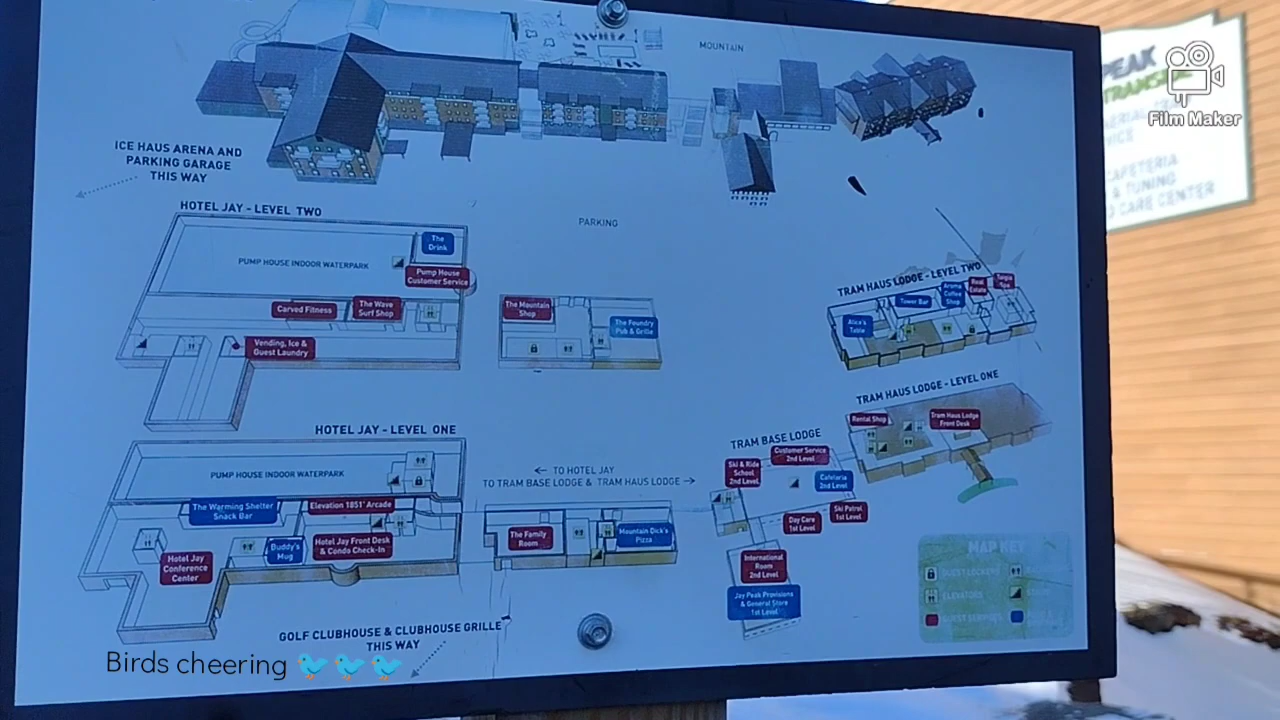 MOUNTAIN
PEAK
Film Maker
ICE HAUS ARENA AND
PARKING GARAGE
THIS WAY
CAFETERIA
& TUNING
CARE CENTER
HOTEL JAY - LEVEL TWO
PARKING
The
Drink
PUMP HOUSE INDOOR WATERPARK
Pump House
Customer Service
Carved Fitness
The Wave
Surf Shop
Vending, Ice &
Guest Laundry
The Mountain
Shop
The Foundry
Pub & Grille
TRAM HAUS LODGE - LEVEL TWO
Alice's
Table
Tower Bar
Aroma
Coffee
Shop
Real
Estate
Taiga
Spa
TRAM HAUS LODGE - LEVEL ONE
Rental Shop
Tram Haus Lodge
Front Desk
HOTEL JAY - LEVEL ONE
PUMP HOUSE INDOOR WATERPARK
The Warming Shelter
Snack Bar
Elevation 1851' Arcade
Hotel Jay
Conference
Center
Buddy's
Mug
Hotel Jay Front Desk
& Condo Check-In
← TO HOTEL JAY
TO TRAM BASE LODGE & TRAM HAUS LODGE →
The Family
Room
Mountain Dick's
Pizza
TRAM BASE LODGE
Ski & Ride
School
2nd Level
Customer Service
2nd Level
Cafeteria
2nd Level
Ski Patrol
1st Level
Day Care
1st Level
International
Room
2nd Level
Jay Peak Provisions
& General Store
1st Level
MAP KEY
GUEST LOCKERS
ELEVATORS
GUEST SERVICES
GOLF CLUBHOUSE & CLUBHOUSE GRILLE
THIS WAY
Birds cheering 🐦🐦🐦